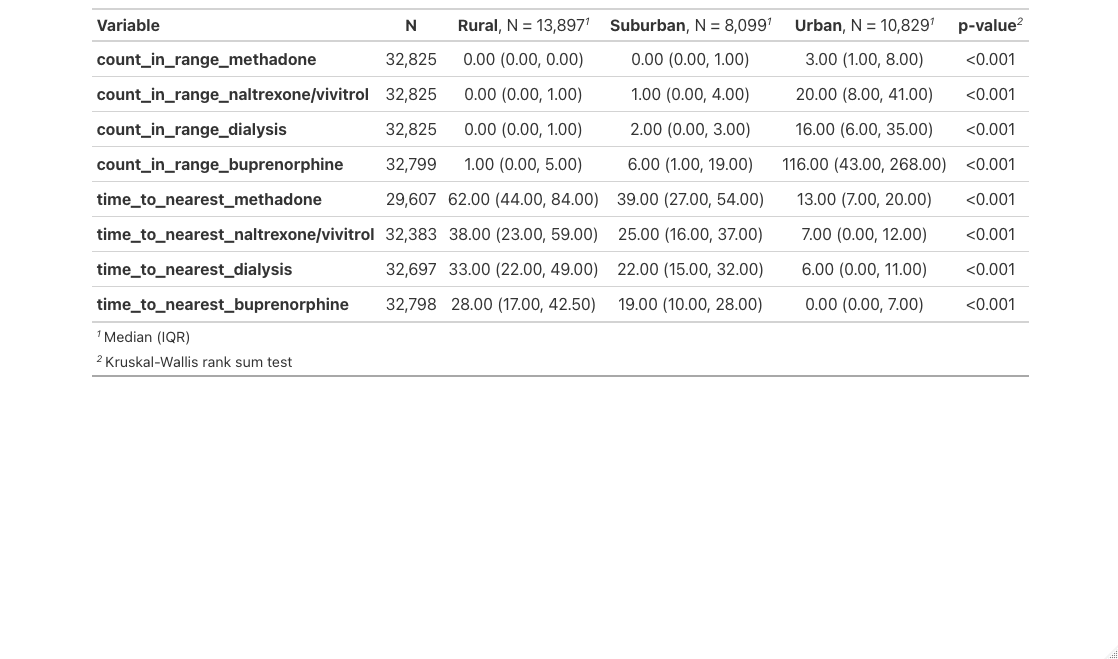 Variable N Rural, N = 13,897¹ Suburban, N = 8,099¹ Urban, N = 10,829¹ p-value²
count_in_range_methadone 32,825 0.00 (0.00, 0.00) 0.00 (0.00, 1.00) 3.00 (1.00, 8.00) <0.001
count_in_range_naltrexone/vivitrol 32,825 0.00 (0.00, 1.00) 1.00 (0.00, 4.00) 20.00 (8.00, 41.00) <0.001
count_in_range_dialysis 32,825 0.00 (0.00, 1.00) 2.00 (0.00, 3.00) 16.00 (6.00, 35.00) <0.001
count_in_range_buprenorphine 32,799 1.00 (0.00, 5.00) 6.00 (1.00, 19.00) 116.00 (43.00, 268.00) <0.001
time_to_nearest_methadone 29,607 62.00 (44.00, 84.00) 39.00 (27.00, 54.00) 13.00 (7.00, 20.00) <0.001
time_to_nearest_naltrexone/vivitrol 32,383 38.00 (23.00, 59.00) 25.00 (16.00, 37.00) 7.00 (0.00, 12.00) <0.001
time_to_nearest_dialysis 32,697 33.00 (22.00, 49.00) 22.00 (15.00, 32.00) 6.00 (0.00, 11.00) <0.001
time_to_nearest_buprenorphine 32,798 28.00 (17.00, 42.50) 19.00 (10.00, 28.00) 0.00 (0.00, 7.00) <0.001
¹ Median (IQR)
² Kruskal-Wallis rank sum test